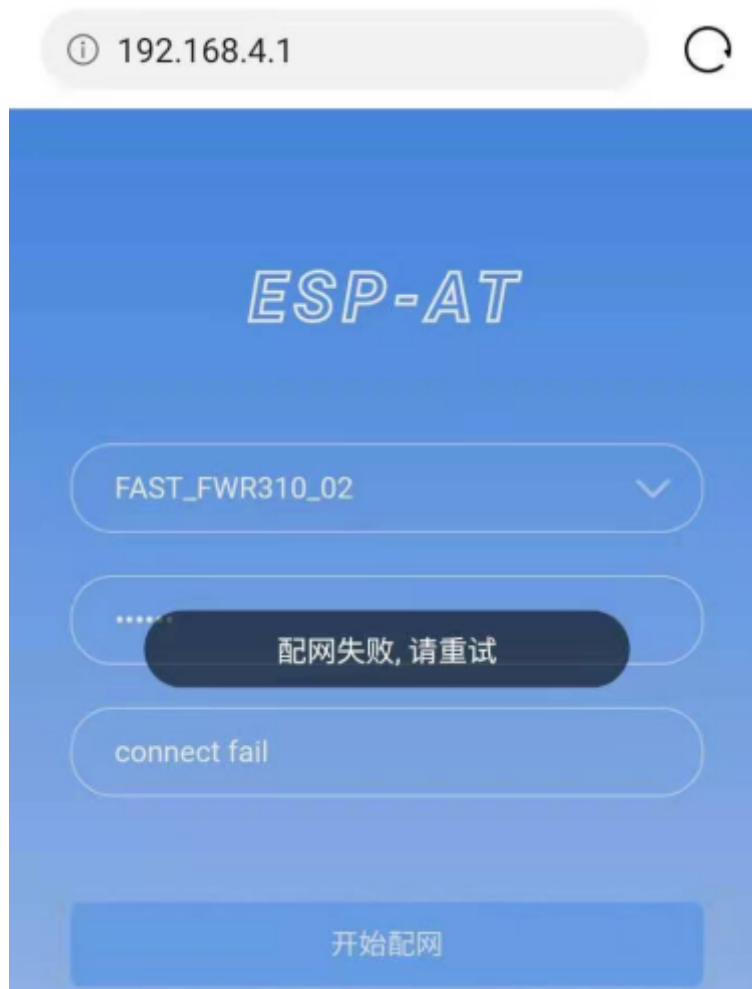 192.168.4.1
ESP-AT
FAST_FWR310_02
配网失败, 请重试
connect fail
开始配网